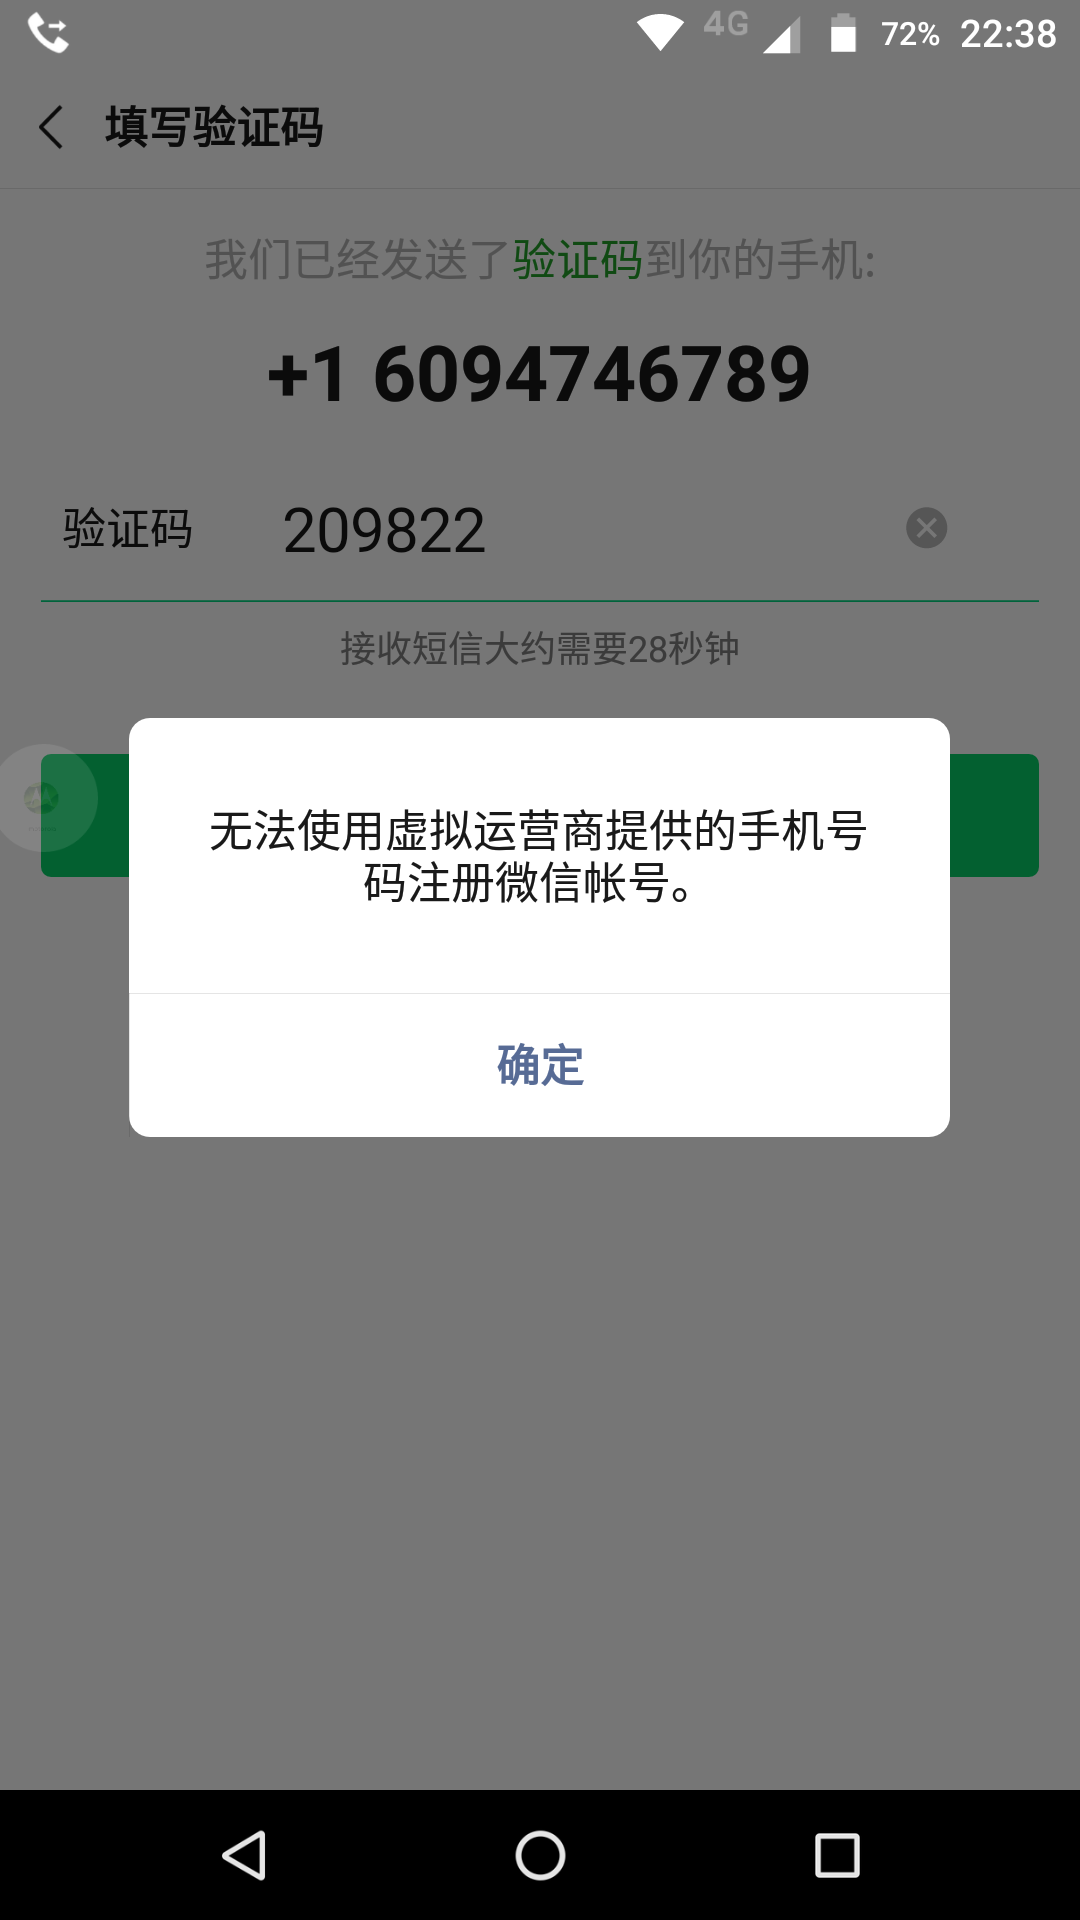 4G 72% 22:38
填写验证码
我们已经发送了验证码到你的手机:
+1 6094746789
验证码 209822
接收短信大约需要28秒钟
无法使用虚拟运营商提供的手机号
码注册微信帐号。
确定